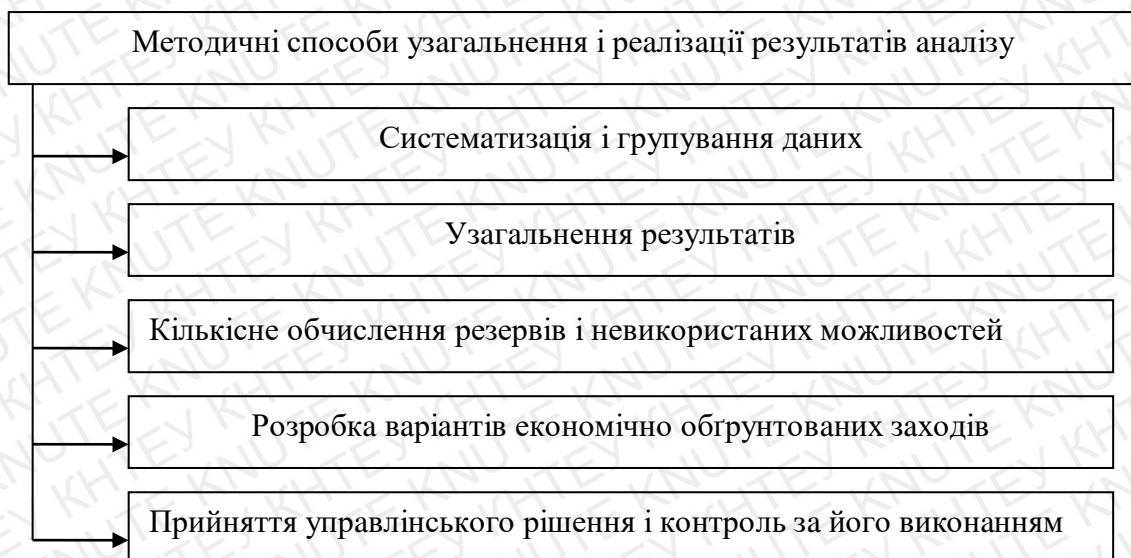 Методичні способи узагальнення і реалізації результатів аналізу
Систематизація і групування даних
Узагальнення результатів
Кількісне обчислення резервів і невикористаних можливостей
Розробка варіантів економічно обґрунтованих заходів
Прийняття управлінського рішення і контроль за його виконанням